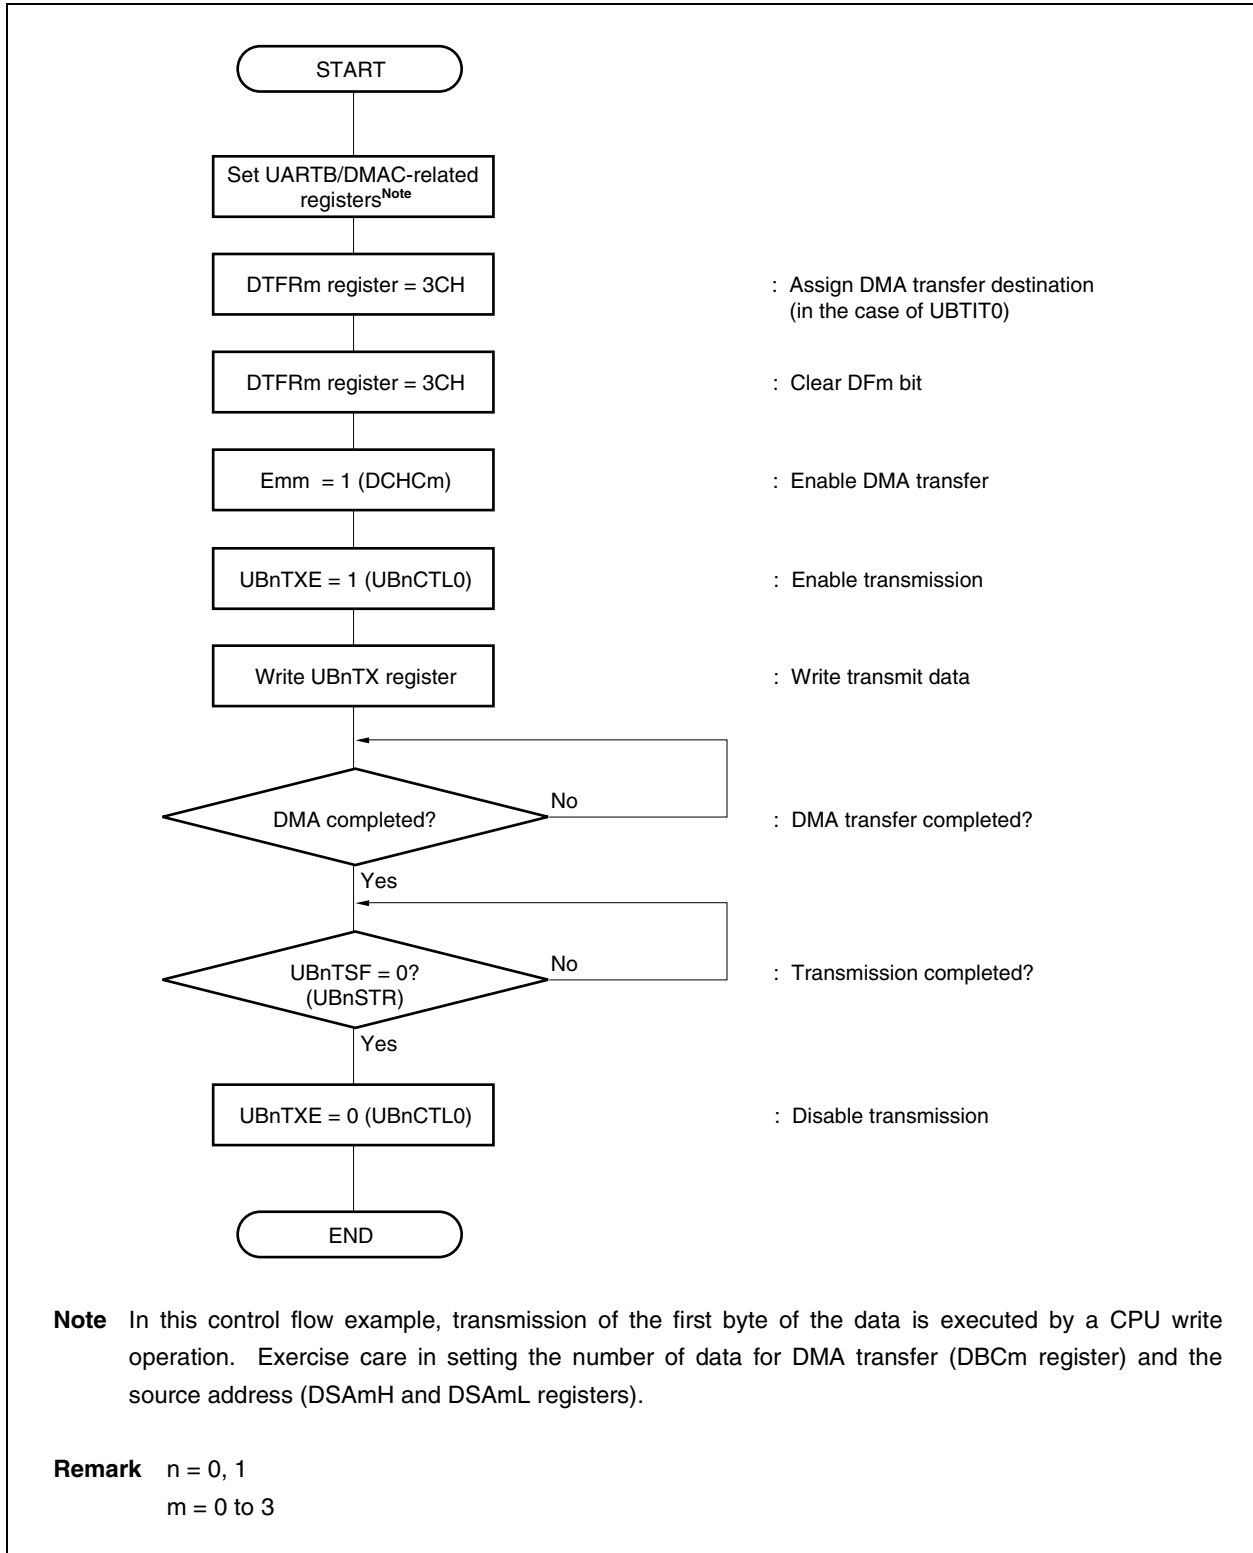 START
Set UARTB/DMAC-related
registersNote
DTFRm register = 3CH
: Assign DMA transfer destination
(in the case of UBTIT0)
DTFRm register = 3CH
: Clear DFm bit
Emm = 1 (DCHCm)
: Enable DMA transfer
UBnTXE = 1 (UBnCTL0)
: Enable transmission
Write UBnTX register
: Write transmit data
DMA completed?
No
: DMA transfer completed?
Yes
UBnTSF = 0?
(UBnSTR)
No
: Transmission completed?
Yes
UBnTXE = 0 (UBnCTL0)
: Disable transmission
END
Note In this control flow example, transmission of the first byte of the data is executed by a CPU write
operation. Exercise care in setting the number of data for DMA transfer (DBCm register) and the
source address (DSAmH and DSAmL registers).
Remark n = 0, 1
m = 0 to 3